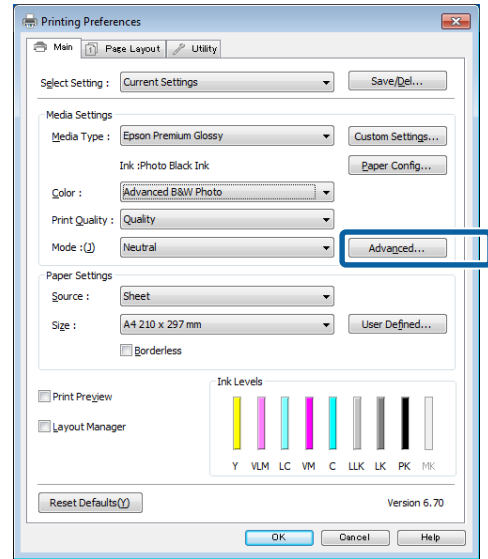 Printing Preferences
Main Page Layout Utility
Select Setting : Current Settings Save/Del...
Media Settings
Media Type : Epson Premium Glossy Custom Settings...
Ink :Photo Black Ink Paper Config...
Color : Advanced B&W Photo
Print Quality : Quality
Mode :(J) Neutral Advanced...
Paper Settings
Source : Sheet
Size : A4 210 x 297 mm User Defined...
Borderless
Print Preview
Layout Manager
Ink Levels
Y VLM LC VM C LLK LK PK MK
Reset Defaults(Y) Version 6.70
OK Cancel Help